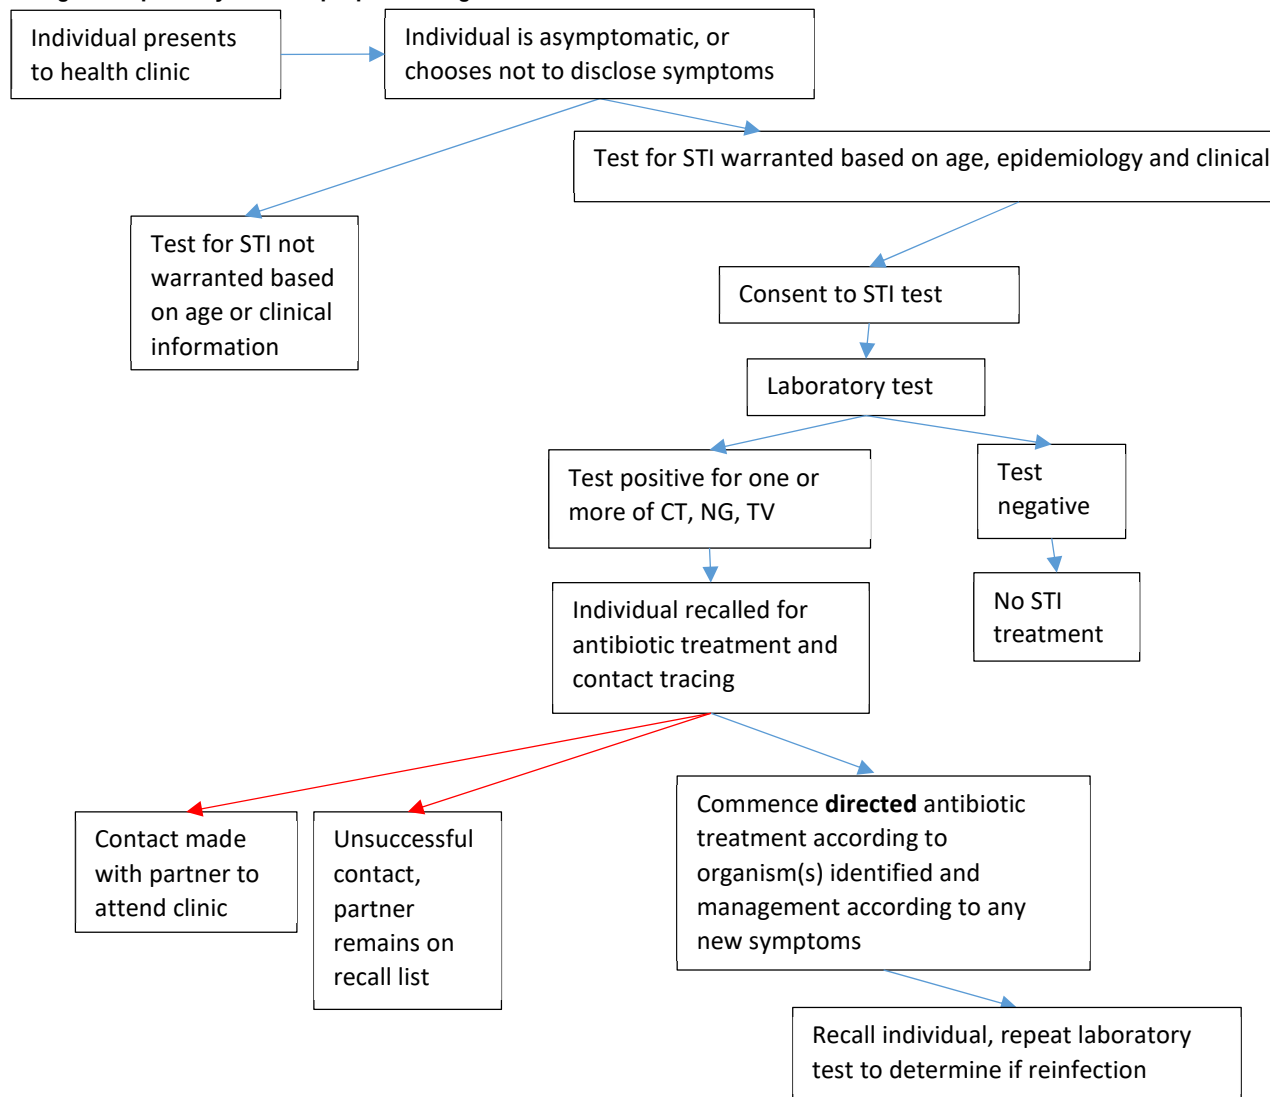 Individual presents
to health clinic
Individual is asymptomatic, or
chooses not to disclose symptoms
Test for STI warranted based on age, epidemiology and clinical
Test for STI not
warranted based
on age or clinical
information
Consent to STI test
Laboratory test
Test positive for one or
more of CT, NG, TV
Test
negative
Individual recalled for
antibiotic treatment and
contact tracing
No STI
treatment
Contact made
with partner to
attend clinic
Unsuccessful
contact,
partner
remains on
recall list
Commence directed antibiotic
treatment according to
organism(s) identified and
management according to any
new symptoms
Recall individual, repeat laboratory
test to determine if reinfection